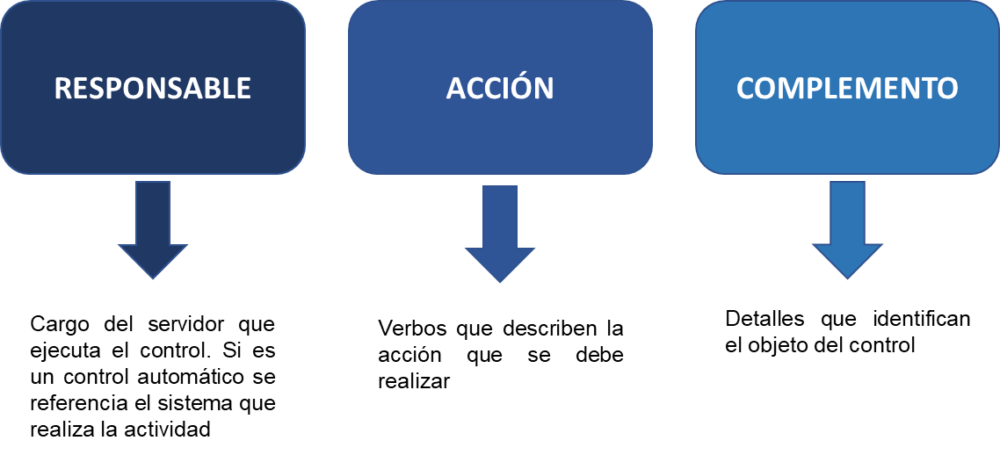 RESPONSABLE
ACCIÓN
COMPLEMENTO
Cargo del servidor que
ejecuta el control. Si es
un control automático se
referencia el sistema que
realiza la actividad
Verbos que describen la
acción que se debe
realizar
Detalles que identifican
el objeto del control